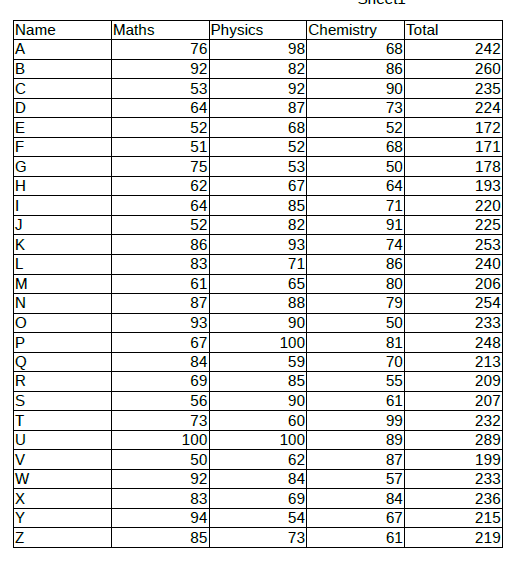 Sheet1
Name Maths Physics Chemistry Total
A 76 98 68 242
B 92 82 86 260
C 53 92 90 235
D 64 87 73 224
E 52 68 52 172
F 51 52 68 171
G 75 53 50 178
H 62 67 64 193
I 64 85 71 220
J 52 82 91 225
K 86 93 74 253
L 83 71 86 240
M 61 65 80 206
N 87 88 79 254
O 93 90 50 233
P 67 100 81 248
Q 84 59 70 213
R 69 85 55 209
S 56 90 61 207
T 73 60 99 232
U 100 100 89 289
V 50 62 87 199
W 92 84 57 233
X 83 69 84 236
Y 94 54 67 215
Z 85 73 61 219